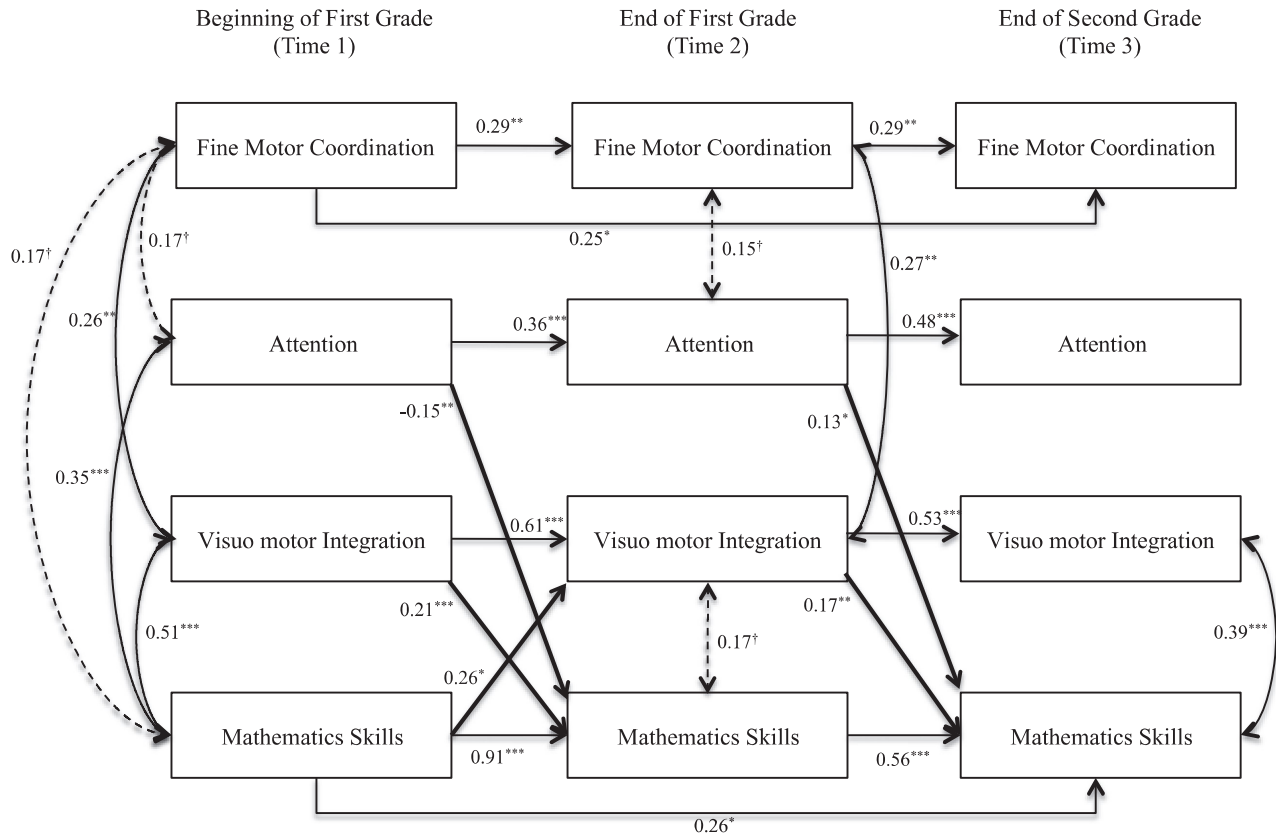 Beginning of First Grade
(Time 1)
End of First Grade
(Time 2)
End of Second Grade
(Time 3)
Fine Motor Coordination
0.29**
Fine Motor Coordination
0.29**
Fine Motor Coordination
0.25*
0.17†
0.17†
0.15†
0.27**
0.26**
Attention
0.36***
Attention
0.48***
Attention
-0.15**
0.13*
0.35***
Visuo motor Integration
0.61***
Visuo motor Integration
0.53***
Visuo motor Integration
0.21***
0.17**
0.51***
0.17†
0.39***
0.26*
Mathematics Skills
0.91***
Mathematics Skills
0.56***
Mathematics Skills
0.26*